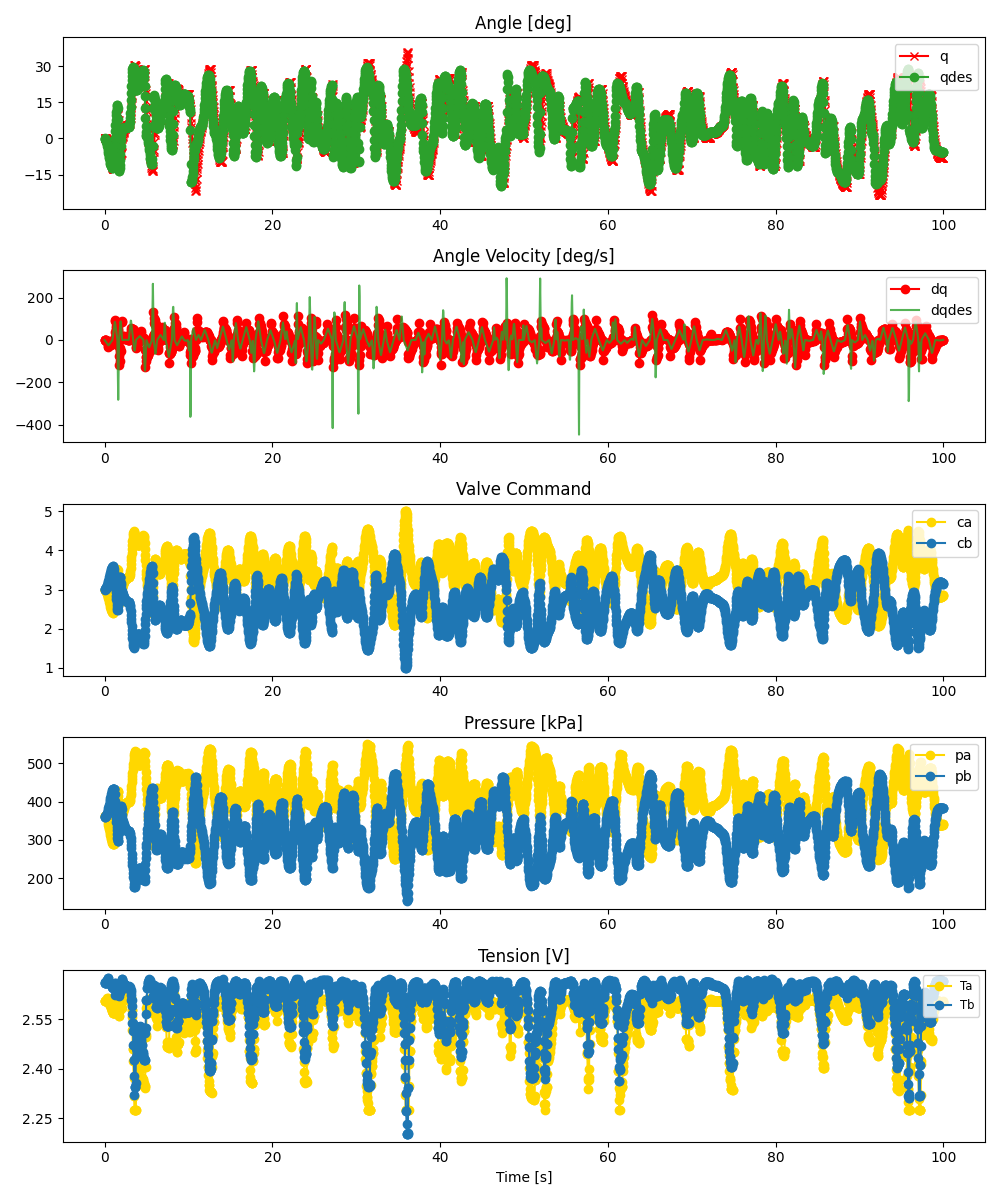 Angle [deg]
30
15
0
−15
q
qdes
0 20 40 60 80 100
Angle Velocity [deg/s]
200
0
−200
−400
dq
dqdes
0 20 40 60 80 100
Valve Command
5
4
3
2
1
ca
cb
0 20 40 60 80 100
Pressure [kPa]
500
400
300
200
pa
pb
0 20 40 60 80 100
Tension [V]
2.55
2.40
2.25
Ta
Tb
0 20 40 60 80 100
Time [s]